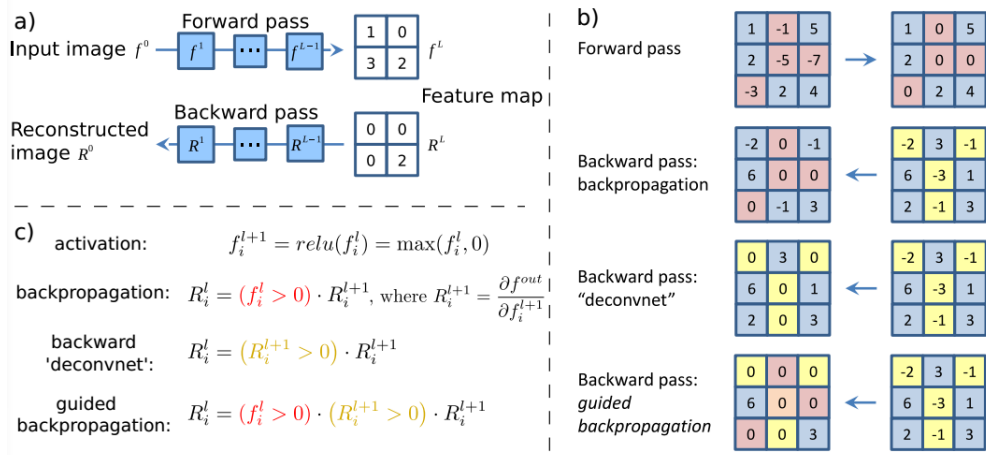 a)
Forward pass
Input image f^0
f^1
...
f^{L-1}
1 0
3 2
f^L
Feature map
Backward pass
Reconstructed
image R^0
R^1
...
R^{L-1}
0 0
0 2
R^L
c)
activation: f_i^{l+1} = relu(f_i^l) = max(f_i^l, 0)
backpropagation: R_i^l = (f_i^l > 0) · R_i^{l+1}, where R_i^{l+1} = ∂f^{out} / ∂f_i^{l+1}
backward
'deconvnet': R_i^l = (R_i^{l+1} > 0) · R_i^{l+1}
guided
backpropagation: R_i^l = (f_i^l > 0) · (R_i^{l+1} > 0) · R_i^{l+1}
b)
Forward pass
1 -1 5
2 -5 -7
-3 2 4
1 0 5
2 0 0
0 2 4
Backward pass:
backpropagation
-2 0 -1
6 0 0
0 -1 3
-2 3 -1
6 -3 1
2 -1 3
Backward pass:
“deconvnet”
0 3 0
6 0 1
2 0 3
-2 3 -1
6 -3 1
2 -1 3
Backward pass:
guided
backpropagation
0 0 0
6 0 0
0 0 3
-2 3 -1
6 -3 1
2 -1 3